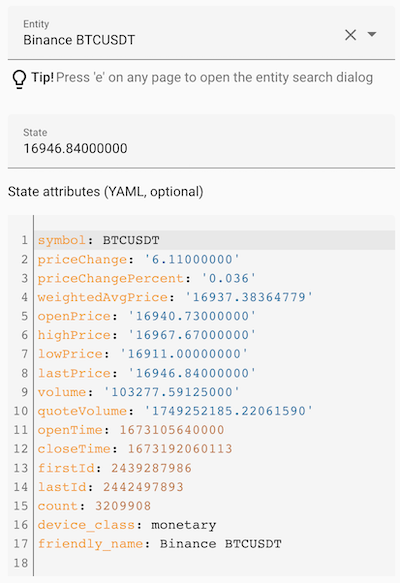 Entity
Binance BTCUSDT
Tip! Press 'e' on any page to open the entity search dialog
State
16946.84000000
State attributes (YAML, optional)
1 symbol: BTCUSDT
2 priceChange: '6.11000000'
3 priceChangePercent: '0.036'
4 weightedAvgPrice: '16937.38364779'
5 openPrice: '16940.73000000'
6 highPrice: '16967.67000000'
7 lowPrice: '16911.00000000'
8 lastPrice: '16946.84000000'
9 volume: '103277.59125000'
10 quoteVolume: '1749252185.22061590'
11 openTime: 1673105640000
12 closeTime: 1673192060113
13 firstId: 2439287986
14 lastId: 2442497893
15 count: 3209908
16 device_class: monetary
17 friendly_name: Binance BTCUSDT
18